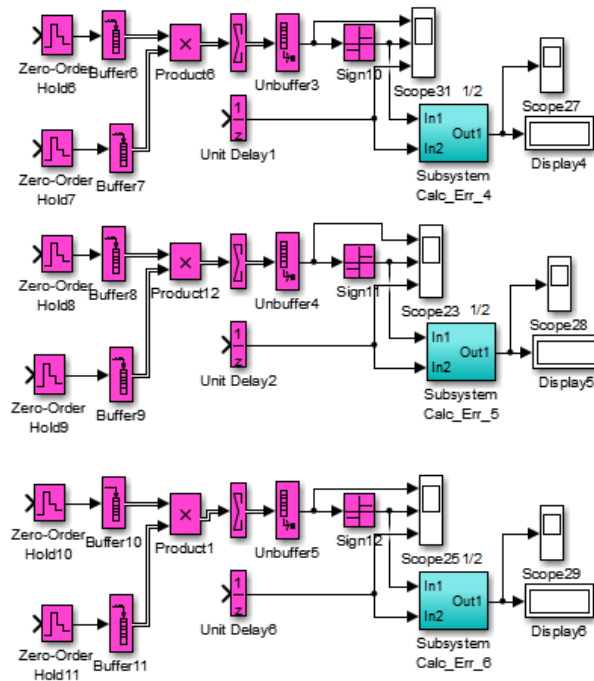 Zero-Order
Hold6
Buffer6
Product6
Unbuffer3
Sign10
Scope31
1/2
Scope27
1
z
Unit Delay1
In1
In2
Out1
Subsystem
Calc_Err_4
Display4
Zero-Order
Hold7
Buffer7
Zero-Order
Hold8
Buffer8
Product12
Unbuffer4
Sign11
Scope23
1/2
Scope28
1
z
Unit Delay2
In1
In2
Out1
Subsystem
Calc_Err_5
Display5
Zero-Order
Hold9
Buffer9
Zero-Order
Hold10
Buffer10
Product1
Unbuffer5
Sign12
Scope25
1/2
Scope29
1
z
Unit Delay6
In1
In2
Out1
Subsystem
Calc_Err_6
Display6
Zero-Order
Hold11
Buffer11